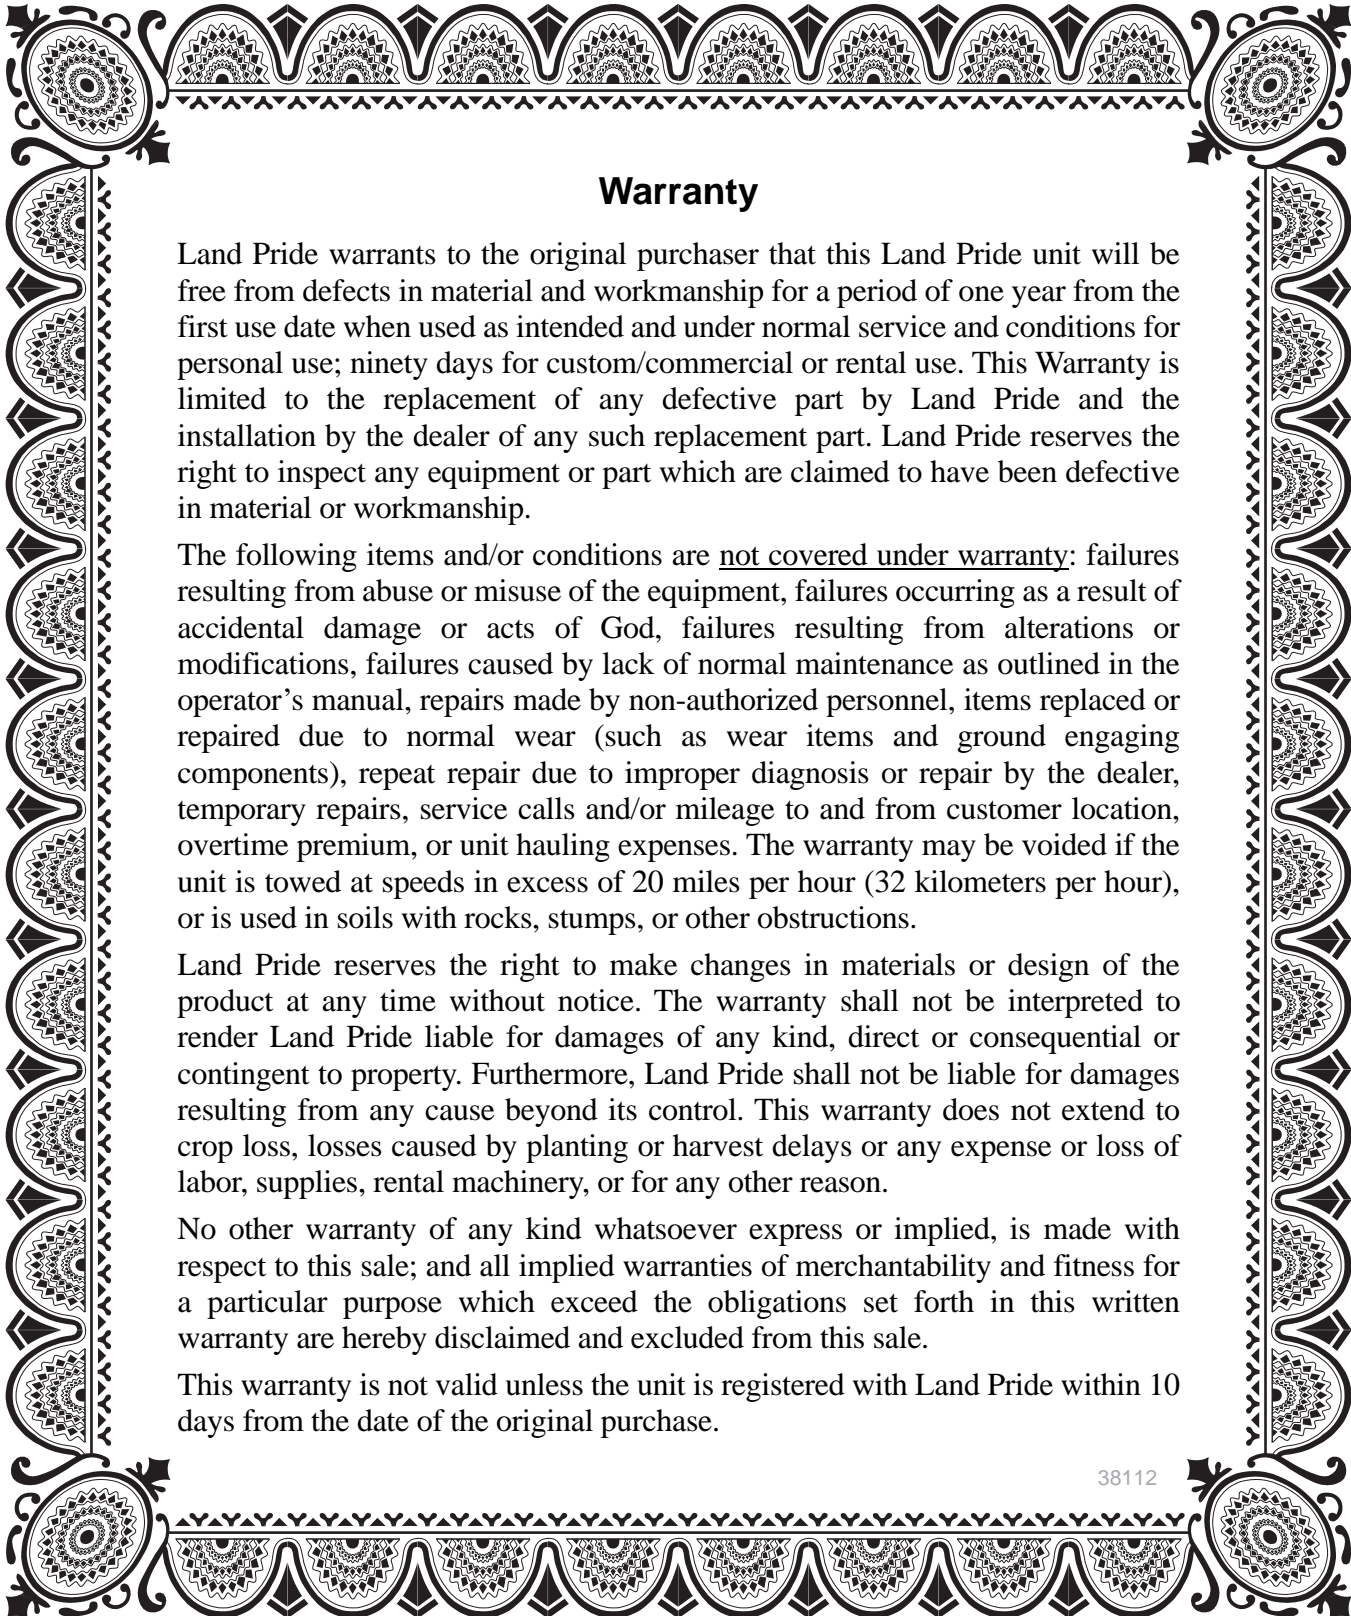 Warranty
Land Pride warrants to the original purchaser that this Land Pride unit will be
free from defects in material and workmanship for a period of one year from the
first use date when used as intended and under normal service and conditions for
personal use; ninety days for custom/commercial or rental use. This Warranty is
limited to the replacement of any defective part by Land Pride and the
installation by the dealer of any such replacement part. Land Pride reserves the
right to inspect any equipment or part which are claimed to have been defective
in material or workmanship.
The following items and/or conditions are not covered under warranty: failures
resulting from abuse or misuse of the equipment, failures occurring as a result of
accidental damage or acts of God, failures resulting from alterations or
modifications, failures caused by lack of normal maintenance as outlined in the
operator’s manual, repairs made by non-authorized personnel, items replaced or
repaired due to normal wear (such as wear items and ground engaging
components), repeat repair due to improper diagnosis or repair by the dealer,
temporary repairs, service calls and/or mileage to and from customer location,
overtime premium, or unit hauling expenses. The warranty may be voided if the
unit is towed at speeds in excess of 20 miles per hour (32 kilometers per hour),
or is used in soils with rocks, stumps, or other obstructions.
Land Pride reserves the right to make changes in materials or design of the
product at any time without notice. The warranty shall not be interpreted to
render Land Pride liable for damages of any kind, direct or consequential or
contingent to property. Furthermore, Land Pride shall not be liable for damages
resulting from any cause beyond its control. This warranty does not extend to
crop loss, losses caused by planting or harvest delays or any expense or loss of
labor, supplies, rental machinery, or for any other reason.
No other warranty of any kind whatsoever express or implied, is made with
respect to this sale; and all implied warranties of merchantability and fitness for
a particular purpose which exceed the obligations set forth in this written
warranty are hereby disclaimed and excluded from this sale.
This warranty is not valid unless the unit is registered with Land Pride within 10
days from the date of the original purchase.
38112